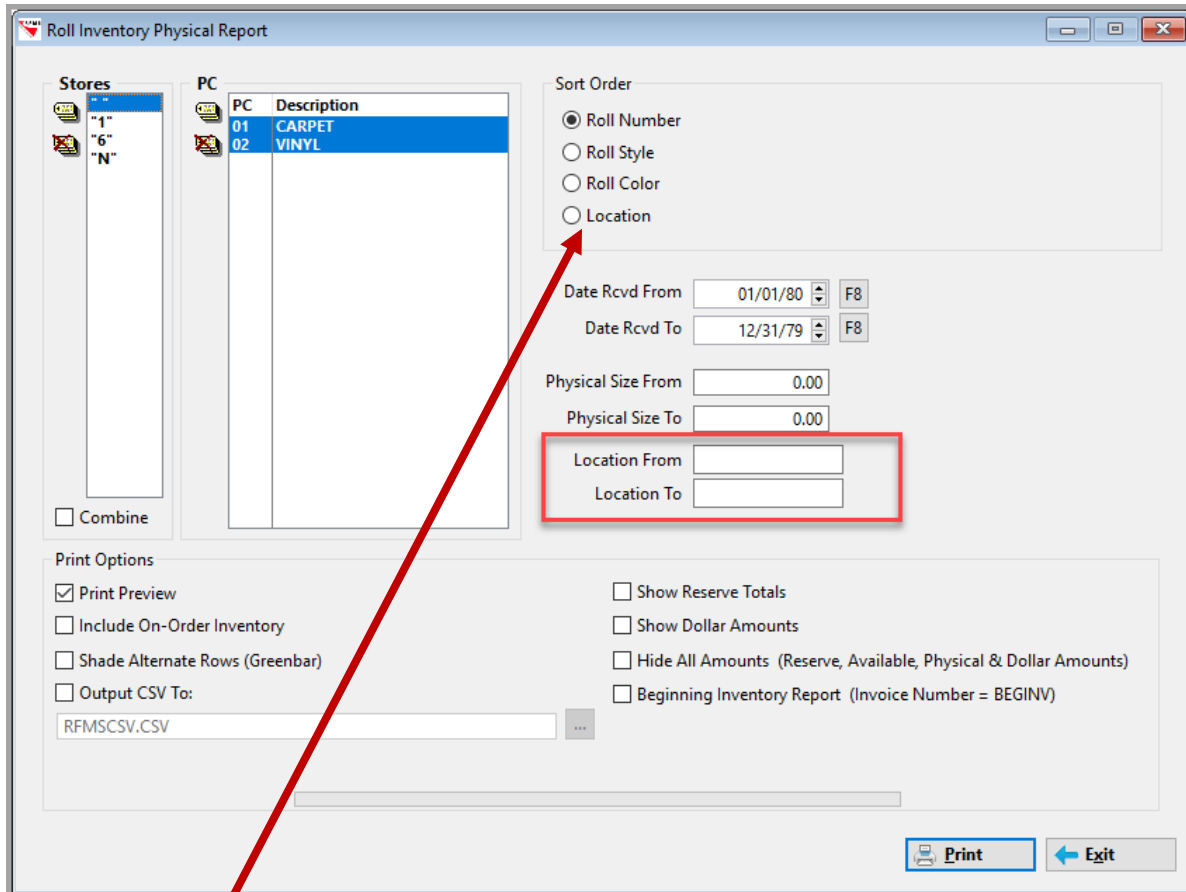 Roll Inventory Physical Report
Stores
" "
"1"
"6"
"N"
Combine
PC
PC Description
01 CARPET
02 VINYL
Sort Order
Roll Number
Roll Style
Roll Color
Location
Date Rcvd From 01/01/80 F8
Date Rcvd To 12/31/79 F8
Physical Size From 0.00
Physical Size To 0.00
Location From
Location To
Print Options
Print Preview
Include On-Order Inventory
Shade Alternate Rows (Greenbar)
Output CSV To:
RFMSCSV.CSV ...
Show Reserve Totals
Show Dollar Amounts
Hide All Amounts (Reserve, Available, Physical & Dollar Amounts)
Beginning Inventory Report (Invoice Number = BEGINV)
Print
Exit